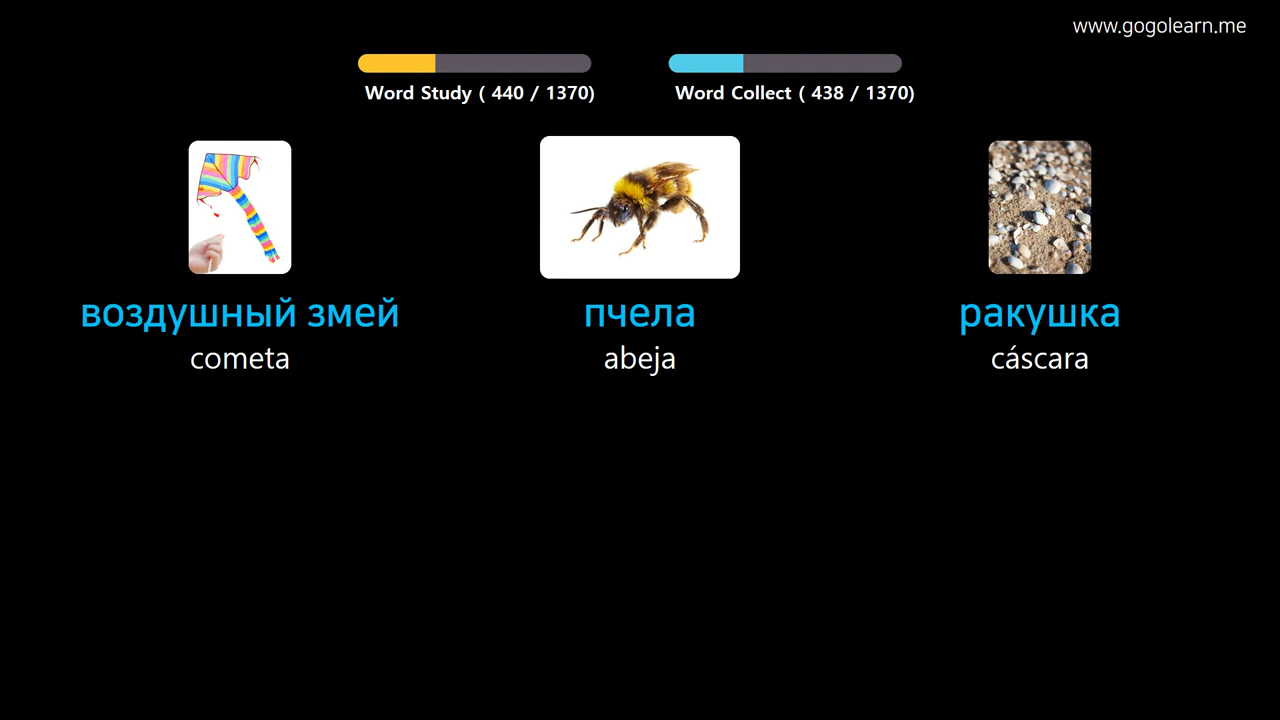 www.gogolearn.me
Word Study ( 440 / 1370)
Word Collect ( 438 / 1370)
воздушный змей
cometa
пчела
abeja
ракушка
cáscara